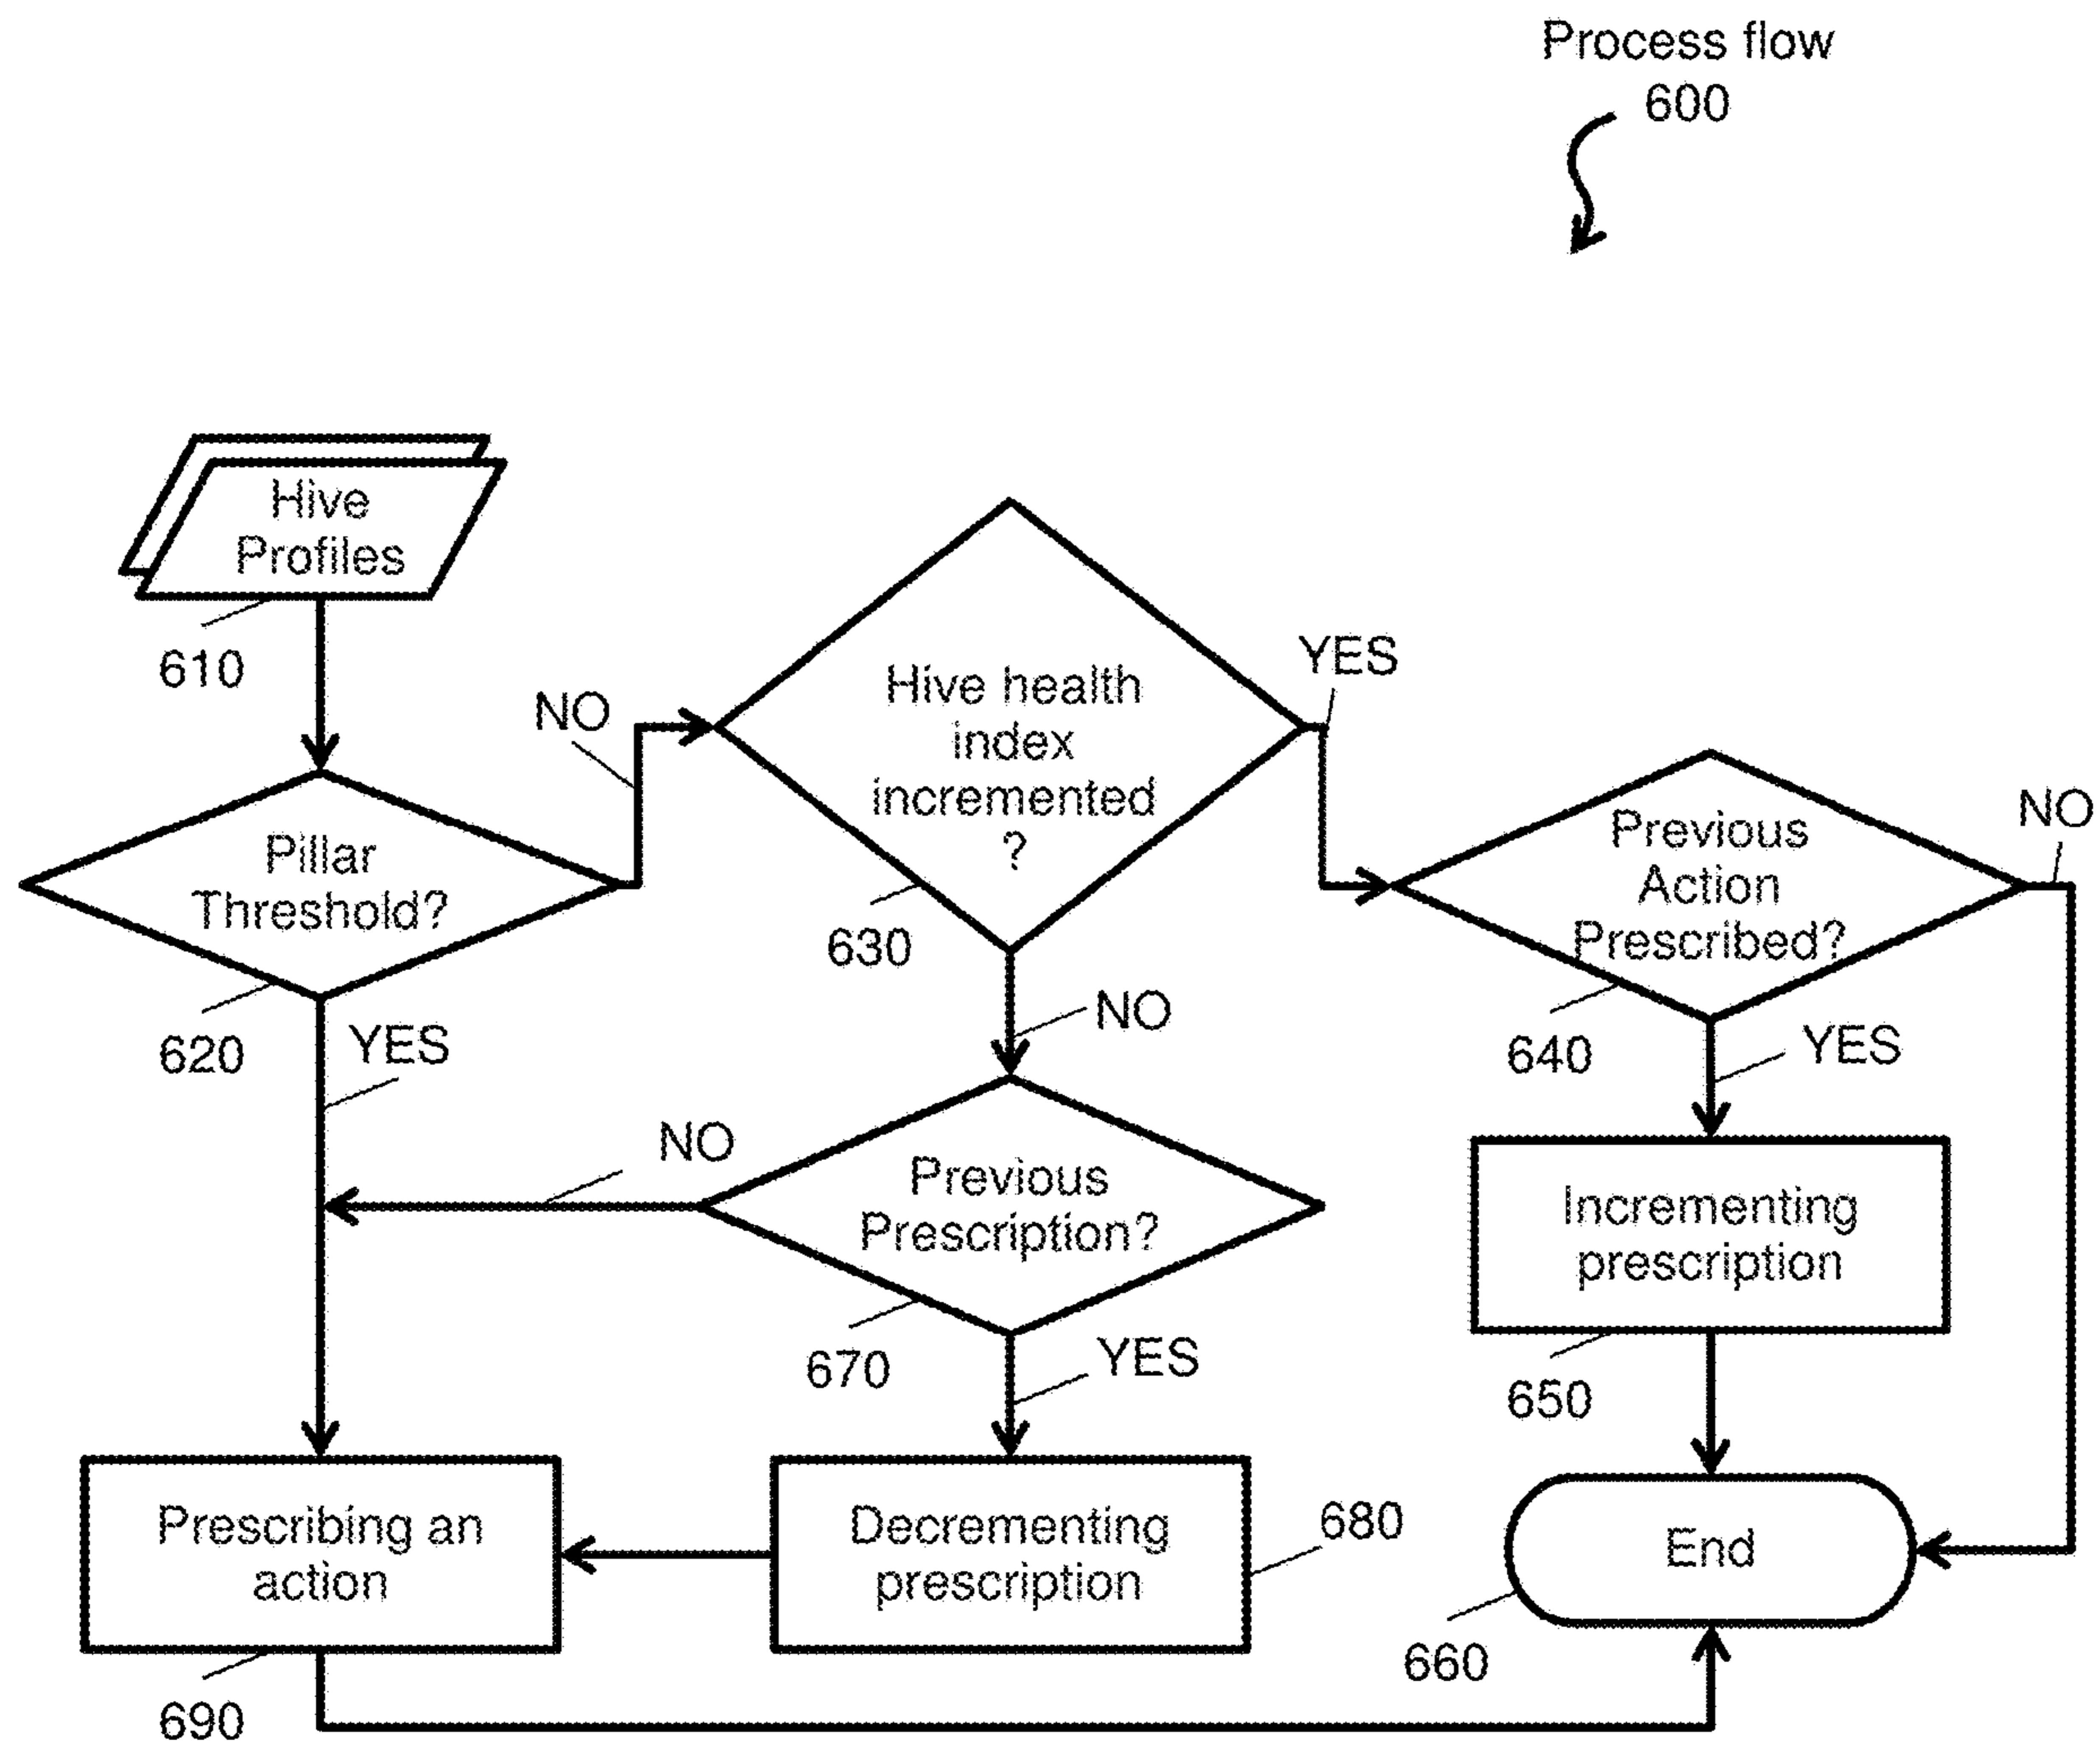 Process flow
600
Hive
Profiles
610
NO
Hive health
index
incremented
?
630
YES
Pillar
Threshold?
620
YES
Previous
Action
Prescribed?
640
NO
YES
NO
Previous
Prescription?
670
NO
YES
Incrementing
prescription
650
Prescribing an
action
690
Decrementing
prescription
680
End
660